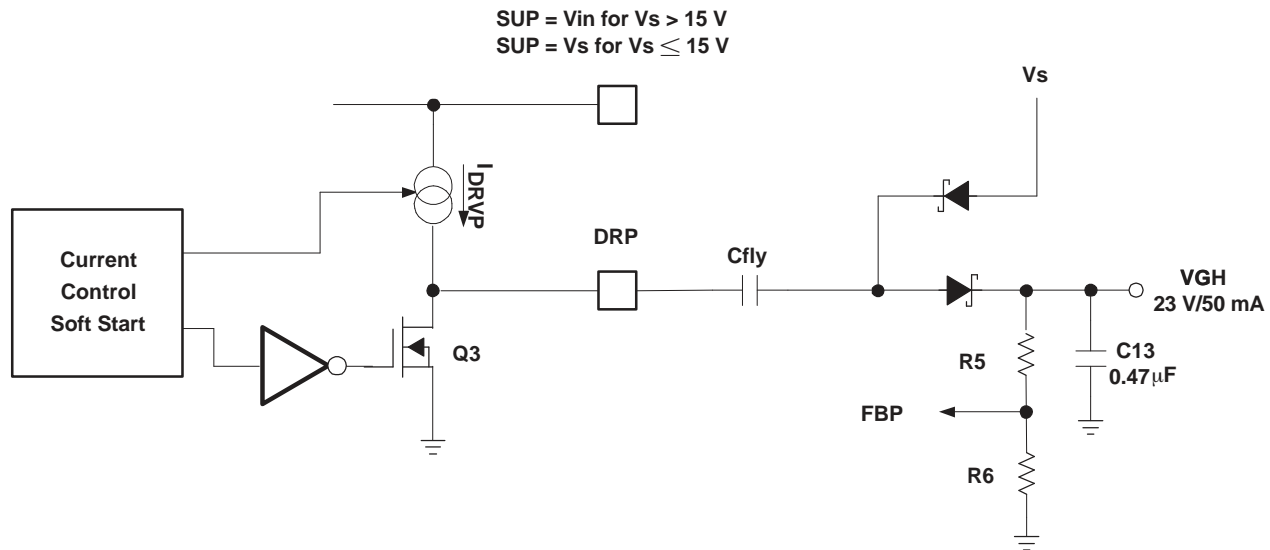 SUP = Vin for Vs > 15 V
SUP = Vs for Vs ≤ 15 V
Vs
IDRVP
Current
Control
Soft Start
DRP
Cfly
VGH
23 V/50 mA
Q3
R5
C13
0.47μF
FBP
R6